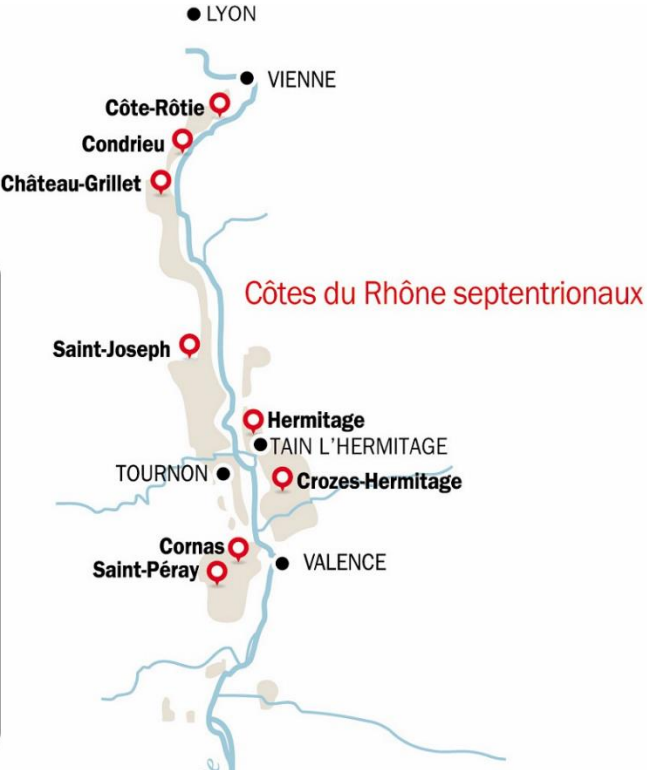 LYON
VIENNE
Côte-Rôtie
Condrieu
Château-Grillet
Côtes du Rhône septentrionaux
Saint-Joseph
Hermitage
TAIN L'HERMITAGE
TOURNON
Crozes-Hermitage
Cornas
Saint-Péray
VALENCE